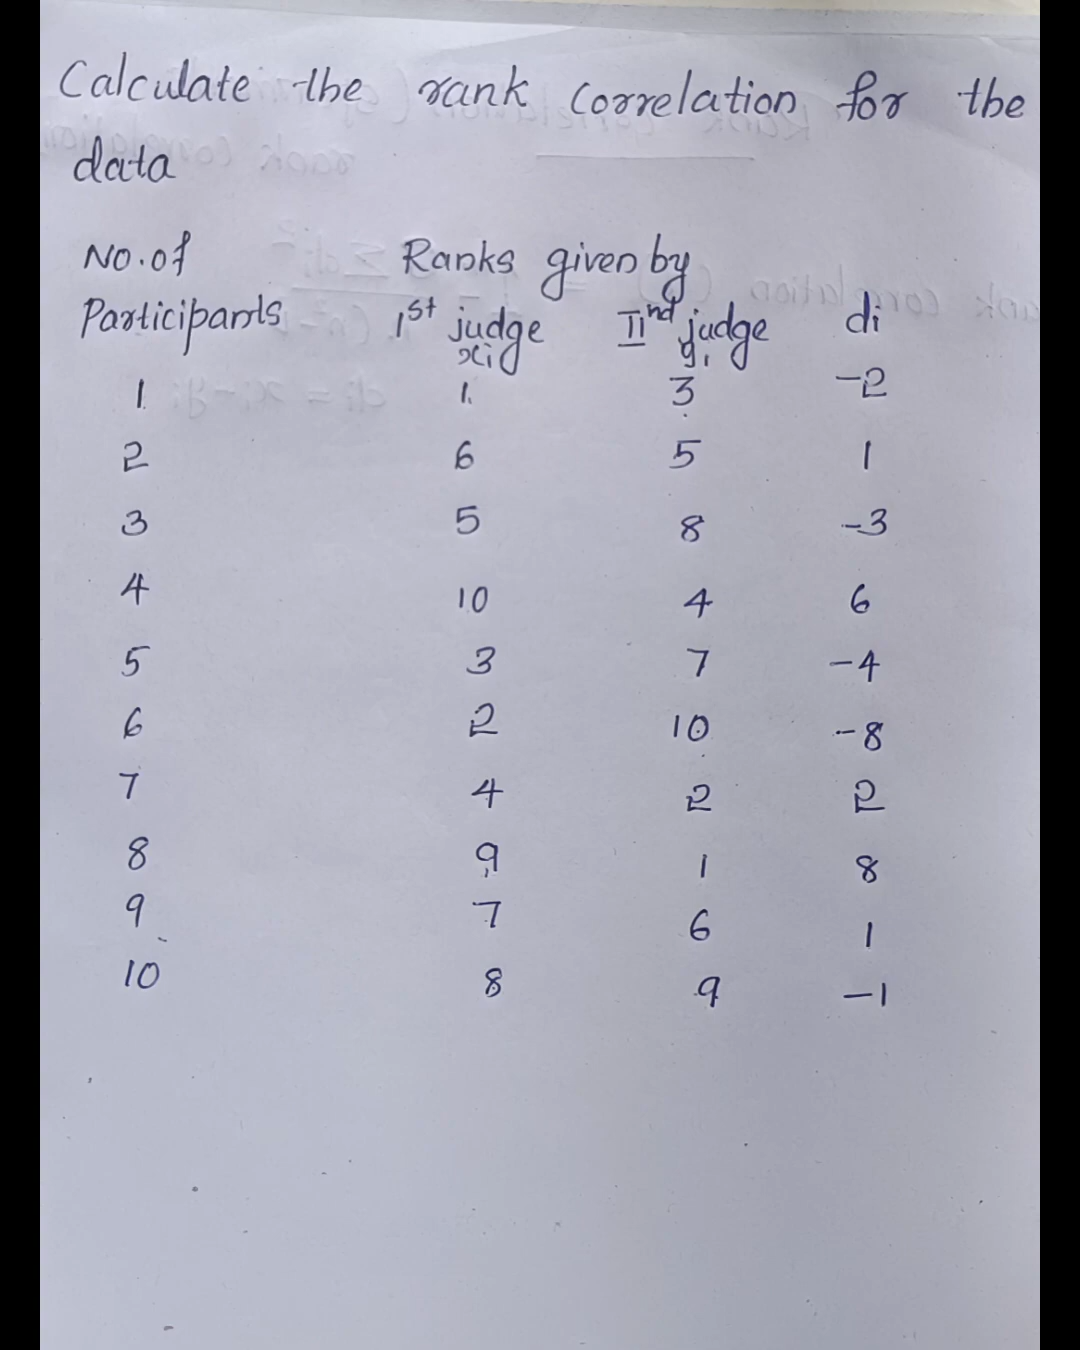 Calculate the rank correlation for the
data
No. of Ranks given by
Participants 1st judge IInd judge di
xi yi
1 1 3 -2
2 6 5 1
3 5 8 -3
4 10 4 6
5 3 7 -4
6 2 10 -8
7 4 2 2
8 9 1 8
9 7 6 1
10 8 9 -1